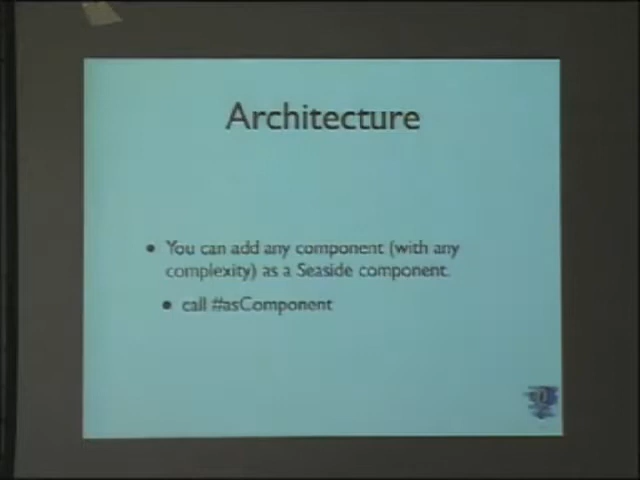 Architecture
• You can add any component (with any
complexity) as a Seaside component.
• call #asComponent